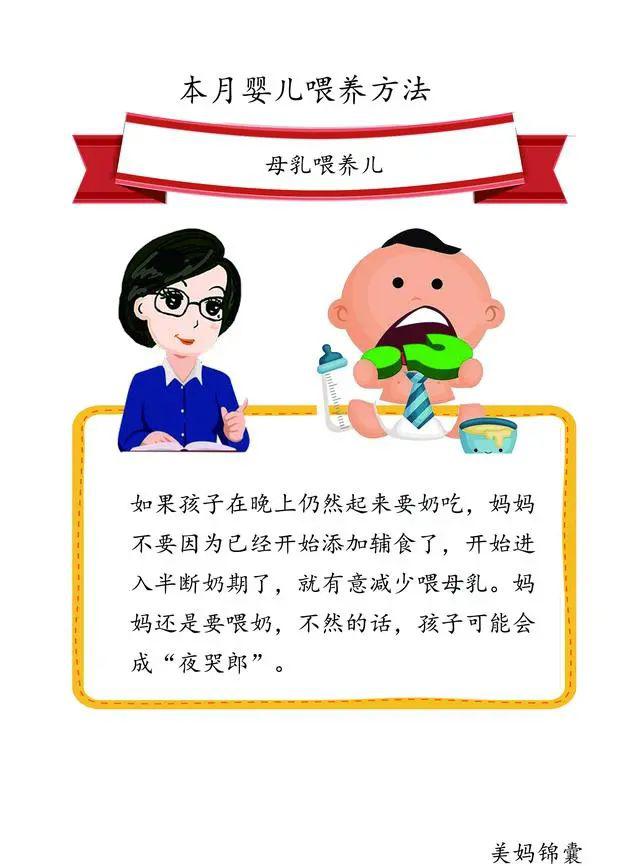 本月婴儿喂养方法
母乳喂养儿
如果孩子在晚上仍然起来要奶吃，妈妈
不要因为已经开始添加辅食了，开始进
入半断奶期了，就有意减少喂母乳。妈
妈还是要喂奶，不然的话，孩子可能会
成“夜哭郎”。
美妈锦囊